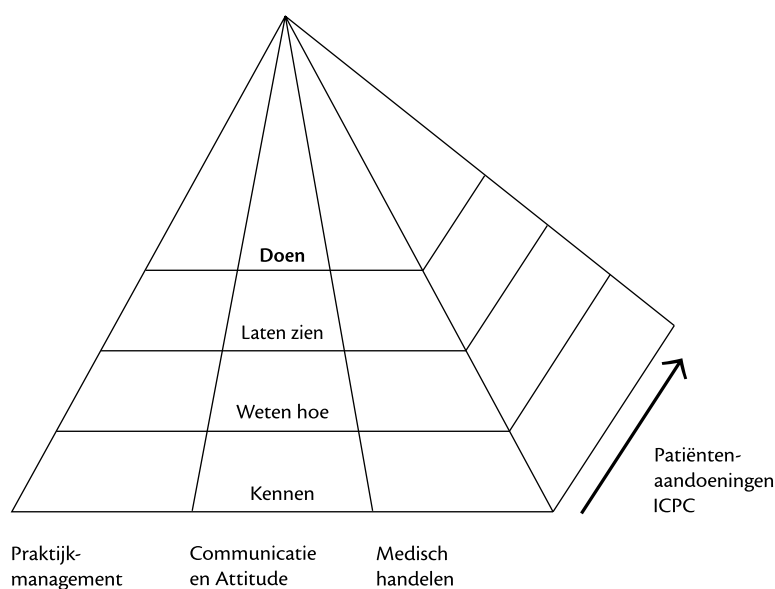 Doen
Laten zien
Weten hoe
Kennen
Patiënten-
aandoeningen
ICPC
Praktijk-
management
Communicatie
en Attitude
Medisch
handelen